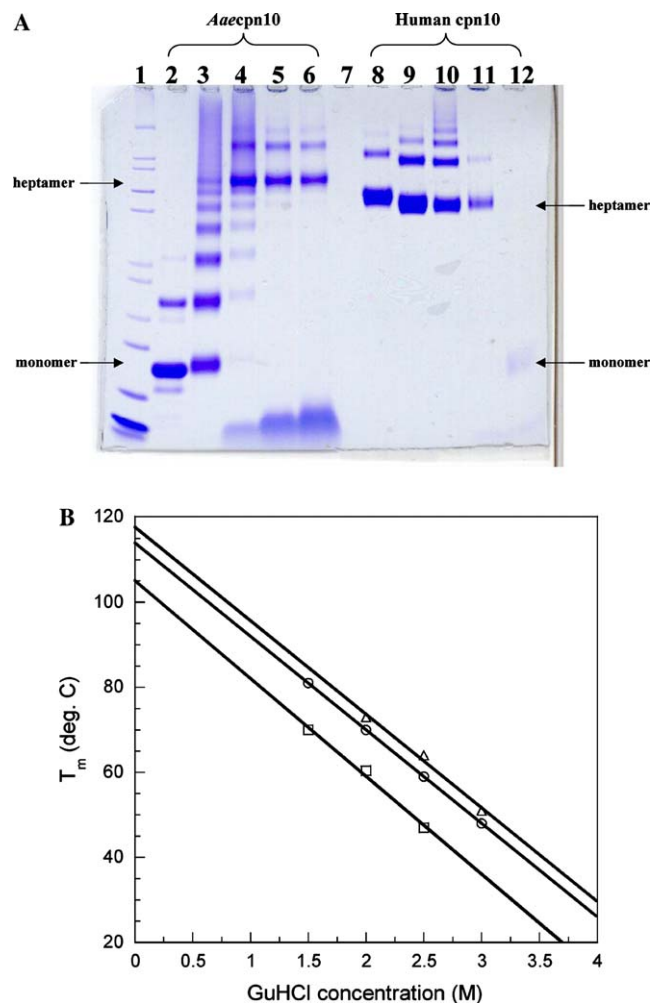 A
Aaecpn10 Human cpn10
1 2 3 4 5 6 7 8 9 10 11 12
heptamer
heptamer
monomer
monomer
B
120
100
80
60
40
20
T_m (deg. C)
0 0.5 1 1.5 2 2.5 3 3.5 4
GuHCl concentration (M)